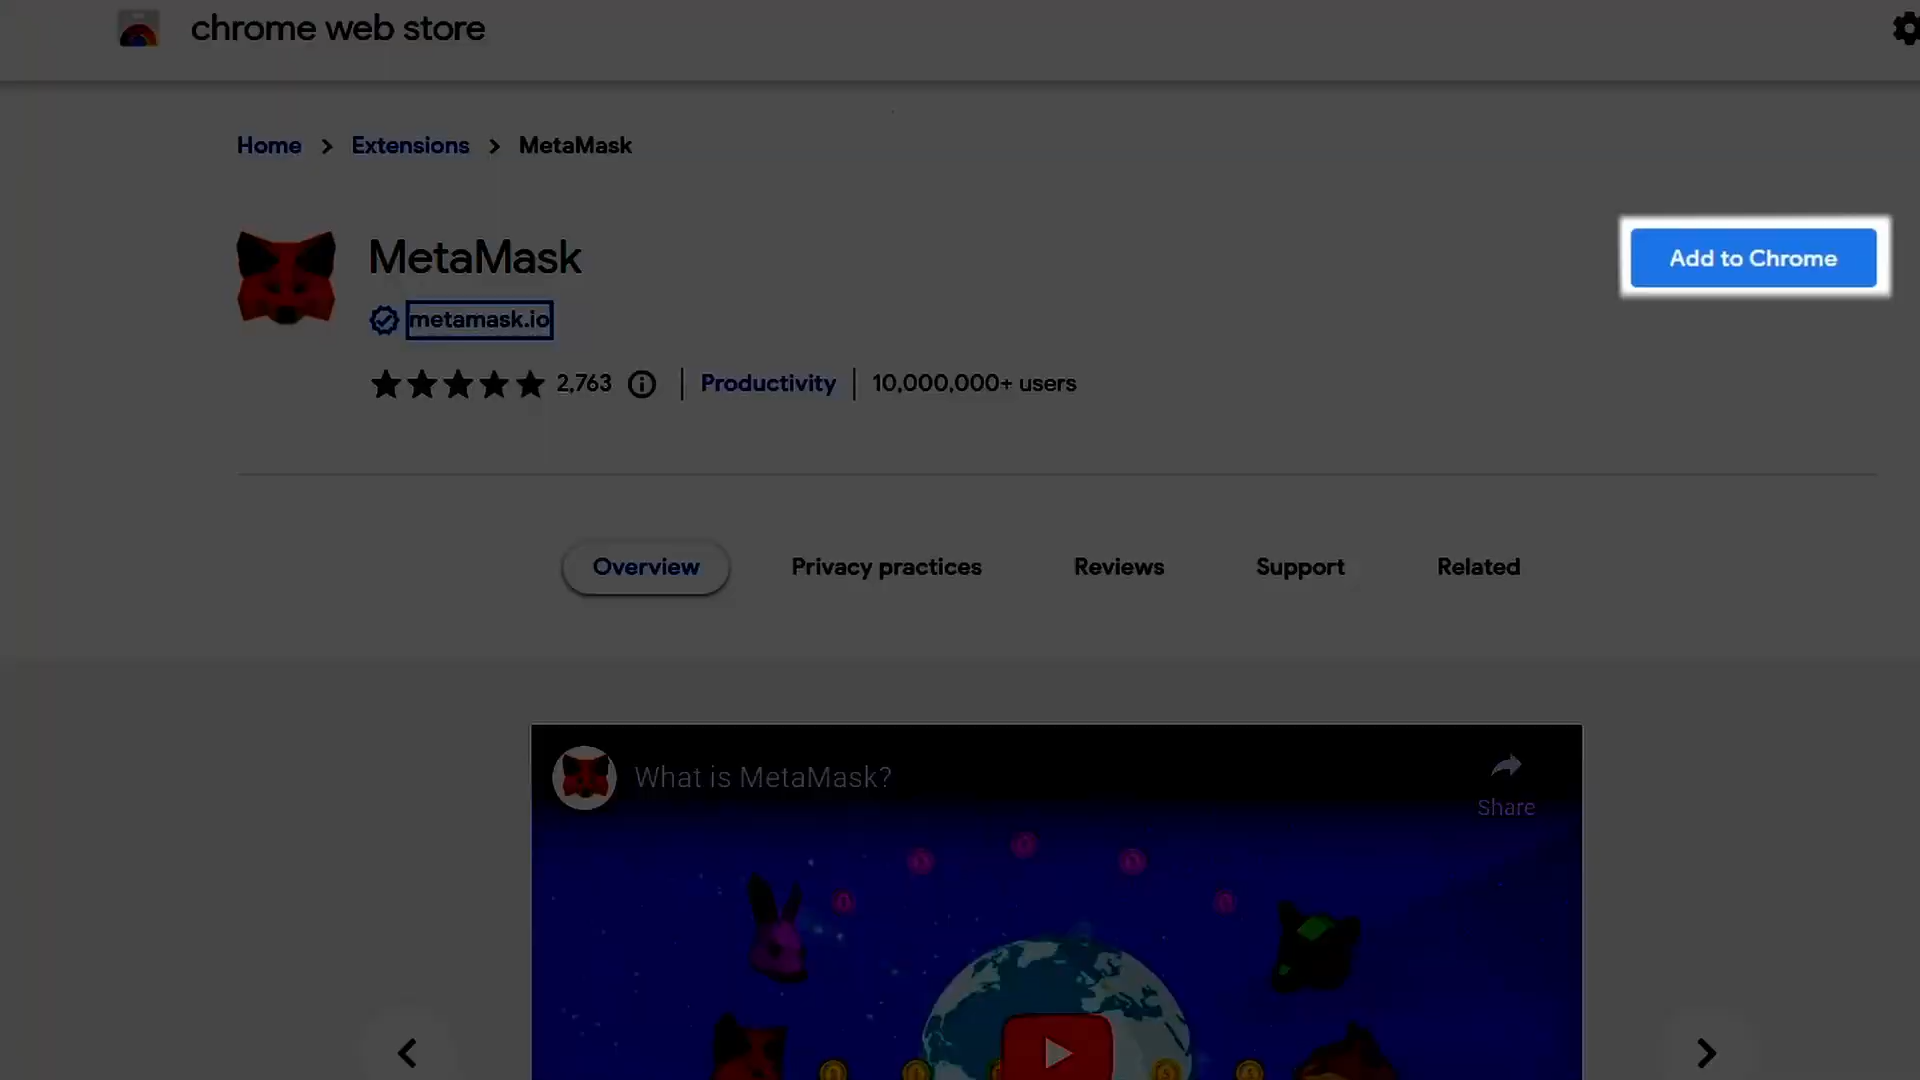 chrome web store
Home > Extensions > MetaMask
MetaMask
Add to Chrome
metamask.io
2,763 | Productivity | 10,000,000+ users
Overview Privacy practices Reviews Support Related
What is MetaMask?
Share